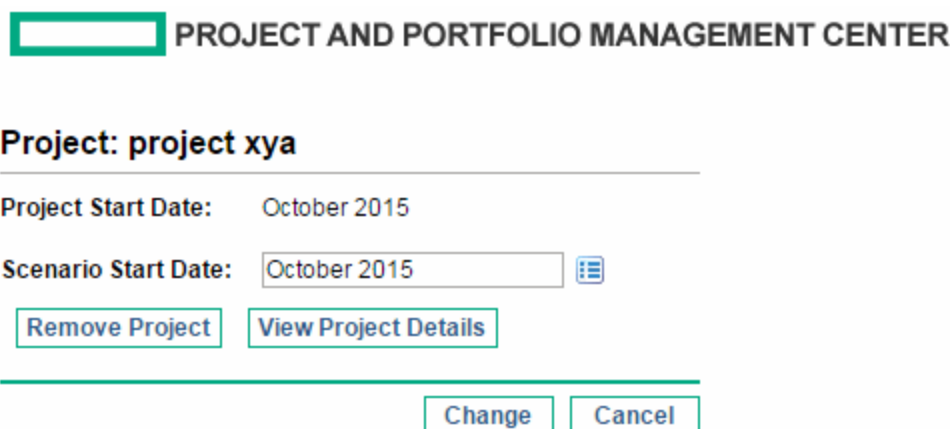 PROJECT AND PORTFOLIO MANAGEMENT CENTER
Project: project xya
Project Start Date: October 2015
Scenario Start Date: October 2015
Remove Project View Project Details
Change Cancel